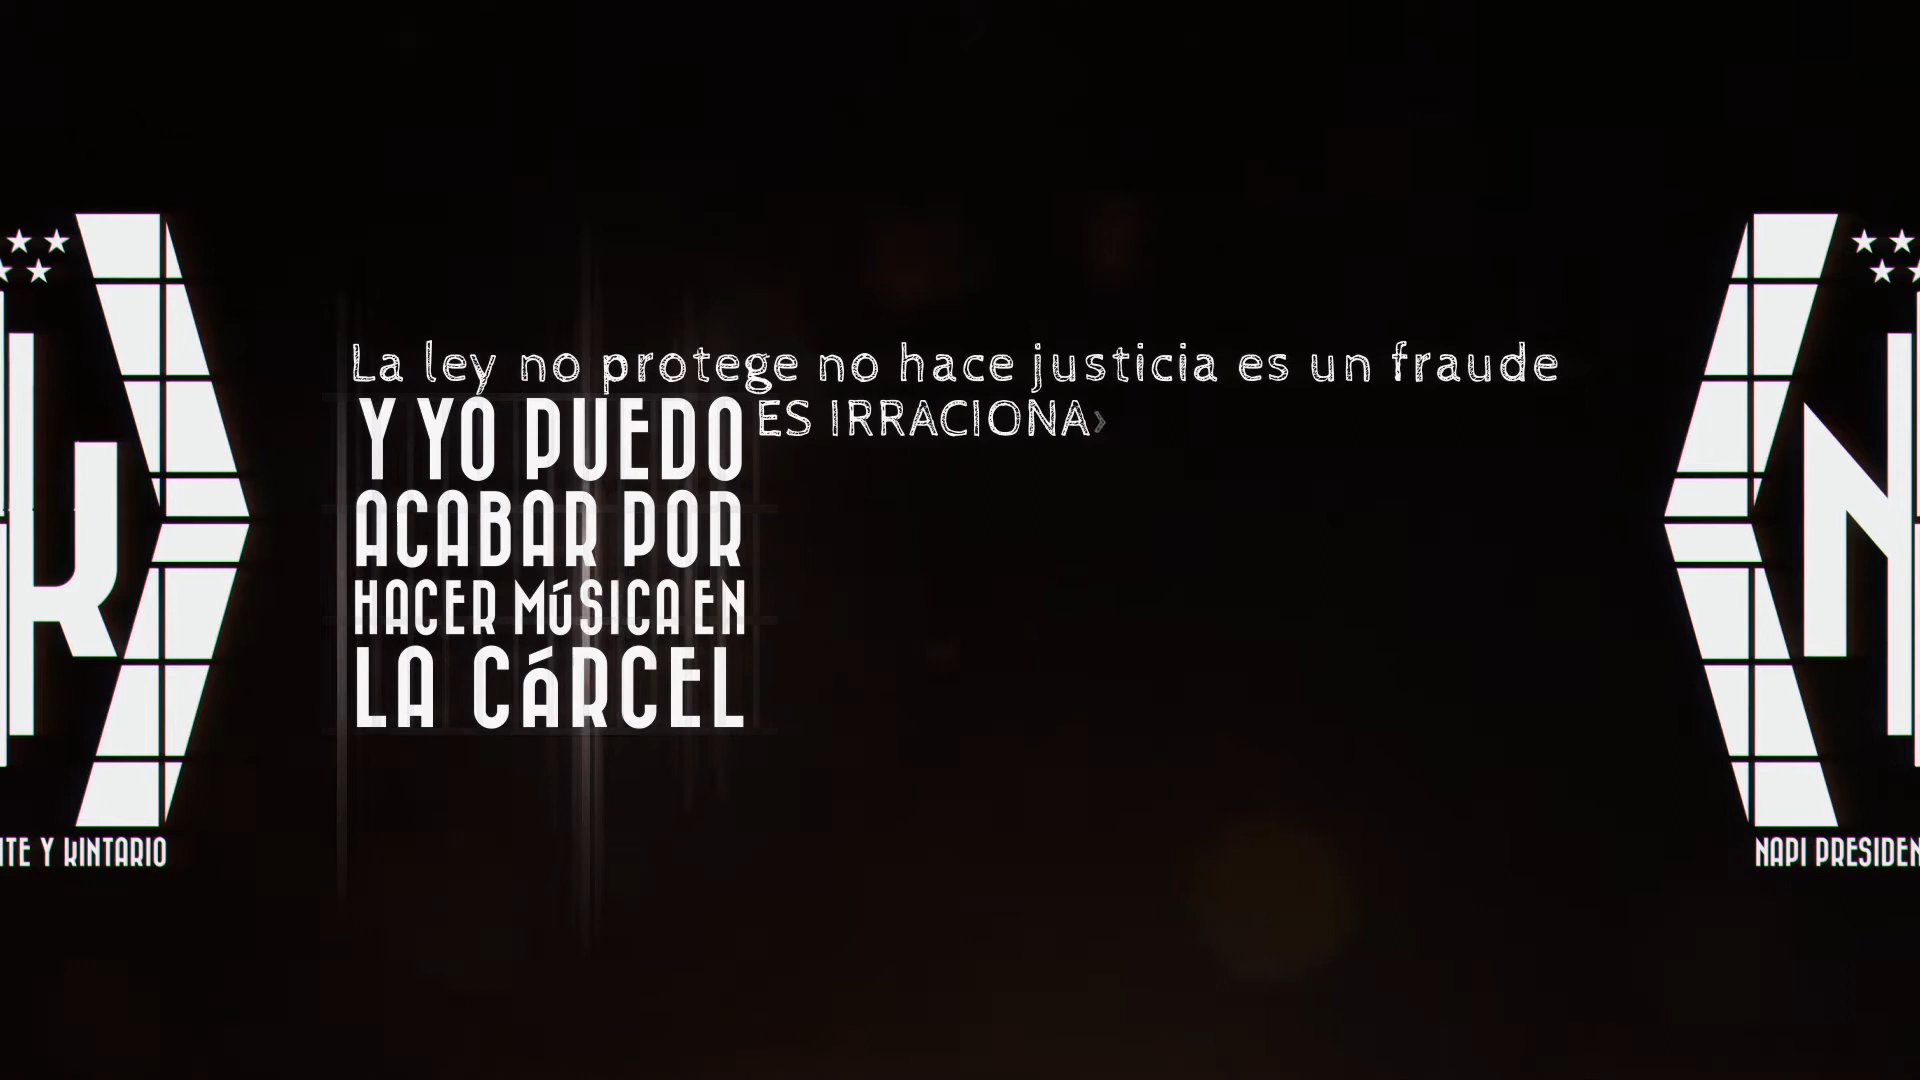 La ley no protege no hace justicia es un fraude
Y YO PUEDO
ACABAR POR
HACER MúSICA EN
LA CáRCEL
ES IRRACIONA
K
TE Y KINTARIO
N
NAPI PRESIDEN